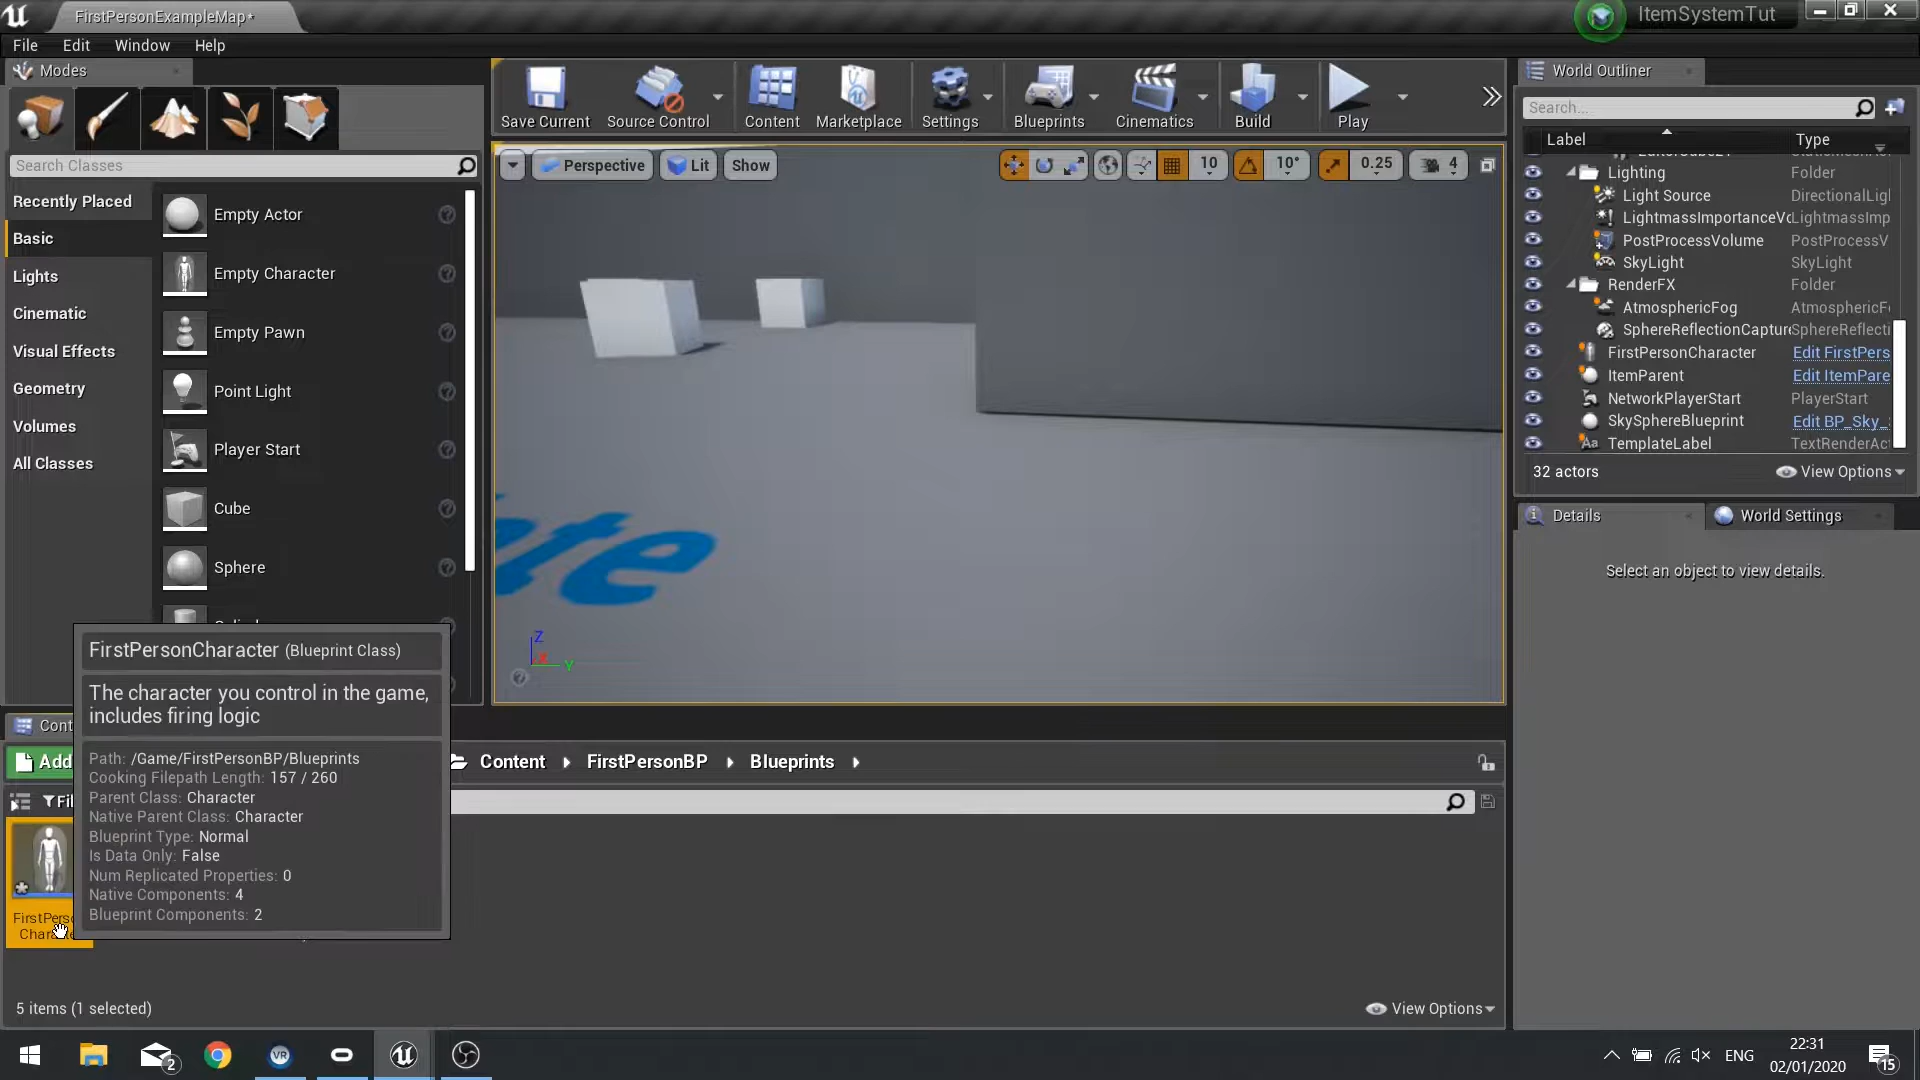 FirstPersonExampleMap*
ItemSystemTut
File
Edit
Window
Help
Modes
Search Classes
Recently Placed
Basic
Lights
Cinematic
Visual Effects
Geometry
Volumes
All Classes
Empty Actor
Empty Character
Empty Pawn
Point Light
Player Start
Cube
Sphere
Save Current
Source Control
Content
Marketplace
Settings
Blueprints
Cinematics
Build
Play
Perspective
Lit
Show
10
10°
0.25
4
Z
Y
World Outliner
Search...
Label
Type
Lighting
Folder
Light Source
DirectionalLigh
LightmassImportanceVo
LightmassImp
PostProcessVolume
PostProcessV
SkyLight
SkyLight
RenderFX
Folder
AtmosphericFog
AtmosphericFo
SphereReflectionCapture
SphereReflecti
FirstPersonCharacter
Edit FirstPers
ItemParent
Edit ItemPare
NetworkPlayerStart
PlayerStart
SkySphereBlueprint
Edit BP_Sky_
TemplateLabel
TextRenderAct
32 actors
View Options
Details
World Settings
Select an object to view details.
FirstPersonCharacter (Blueprint Class)
The character you control in the game,
includes firing logic
Path: /Game/FirstPersonBP/Blueprints
Cooking Filepath Length: 157 / 260
Parent Class: Character
Native Parent Class: Character
Blueprint Type: Normal
Is Data Only: False
Num Replicated Properties: 0
Native Components: 4
Blueprint Components: 2
Cont
Add
Fil
Content
FirstPersonBP
Blueprints
FirstPerso
Character
5 items (1 selected)
View Options
2
VR
ENG
22:31
02/01/2020
15